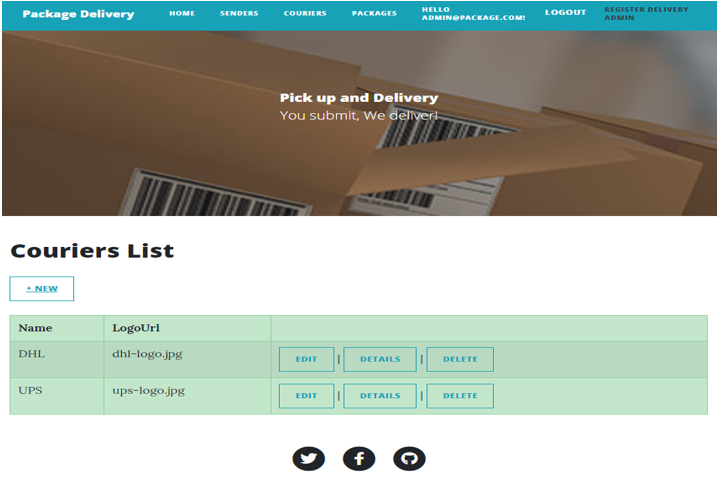 Package Delivery HOME SENDERS COURIERS PACKAGES HELLO ADMIN@PACKAGE.COM! LOGOUT REGISTER DELIVERY ADMIN
Pick up and Delivery
You submit, We deliver!
Couriers List
+ NEW
Name LogoUrl
DHL dhl-logo.jpg EDIT | DETAILS | DELETE
UPS ups-logo.jpg EDIT | DETAILS | DELETE